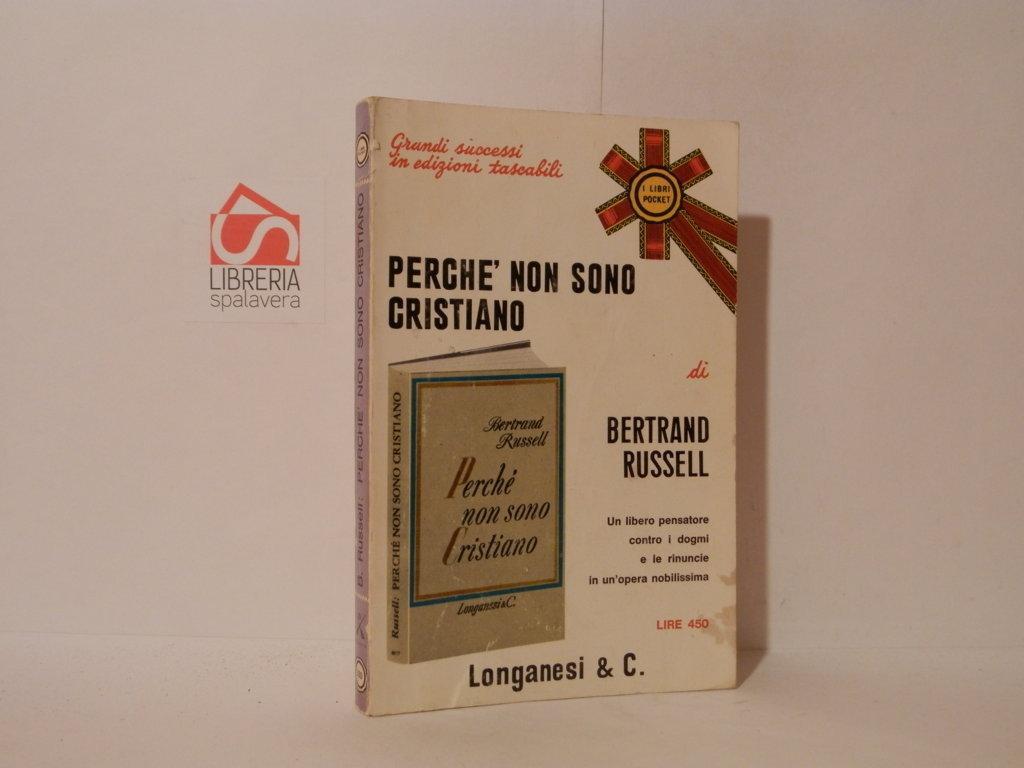 LIBRERIA
spalavera
B. Russell: PERCHE' NON SONO CRISTIANO
Grandi successi
in edizioni tascabili
I LIBRI
POCKET
PERCHE' NON SONO
CRISTIANO
di
BERTRAND
RUSSELL
Un libero pensatore
contro i dogmi
e le rinuncie
in un'opera nobilissima
LIRE 450
Russell: PERCHÉ NON SONO CRISTIANO
Bertrand
Russell
Perché
non sono
Cristiano
Longanesi & C.
Longanesi & C.